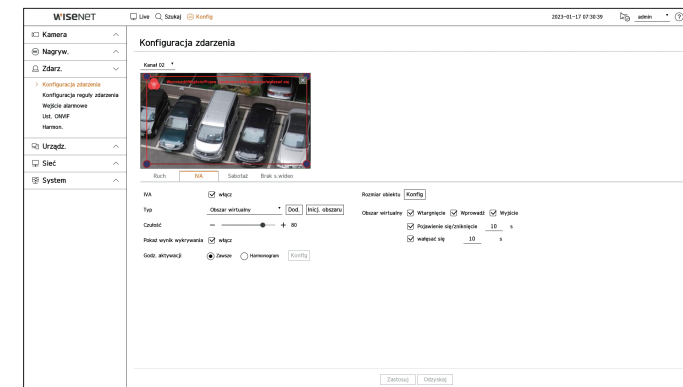 WISENET
Live Szukaj Konfig
2023-01-17 07:30:39 admin ?
Kamera
Nagryw.
Zdarz.
Konfiguracja zdarzenia
Konfiguracja reguły zdarzenia
Wejście alarmowe
Ust. ONVIF
Harmon.
Urządz.
Sieć
System
Konfiguracja zdarzenia
Kanał 02
Ruch IVA Sabotaż Brak s.wideo
IVA włącz
Typ Obszar wirtualny Dod. Inicj. obszaru
Czułość − + 80
Pokaż wynik wykrywania włącz
Godz. aktywacji Zawsze Harmonogram Konfig
Rozmiar obiektu Konfig
Obszar wirtualny Wtargnięcie Wprowadź Wyjście
Pojawienie się/zniknięcie 10 s
wałęsać się 10 s
Zastosuj Odzyskaj